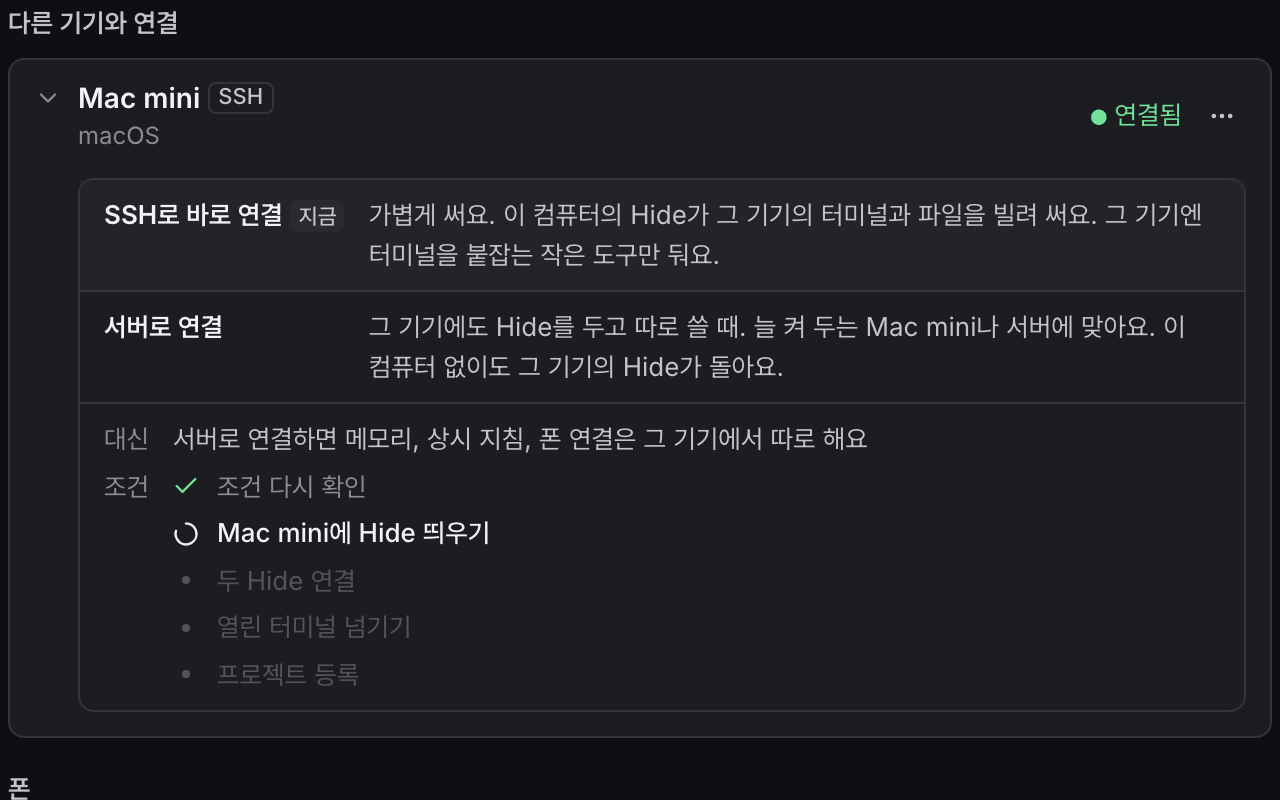 다른 기기와 연결
Mac mini SSH
macOS
연결됨
SSH로 바로 연결 지금
가볍게 써요. 이 컴퓨터의 Hide가 그 기기의 터미널과 파일을 빌려 써요. 그 기기엔
터미널을 붙잡는 작은 도구만 둬요.
서버로 연결
그 기기에도 Hide를 두고 따로 쓸 때. 늘 켜 두는 Mac mini나 서버에 맞아요. 이
컴퓨터 없이도 그 기기의 Hide가 돌아요.
대신 서버로 연결하면 메모리, 상시 지침, 폰 연결은 그 기기에서 따로 해요
조건 조건 다시 확인
Mac mini에 Hide 띄우기
두 Hide 연결
열린 터미널 넘기기
프로젝트 등록
폰